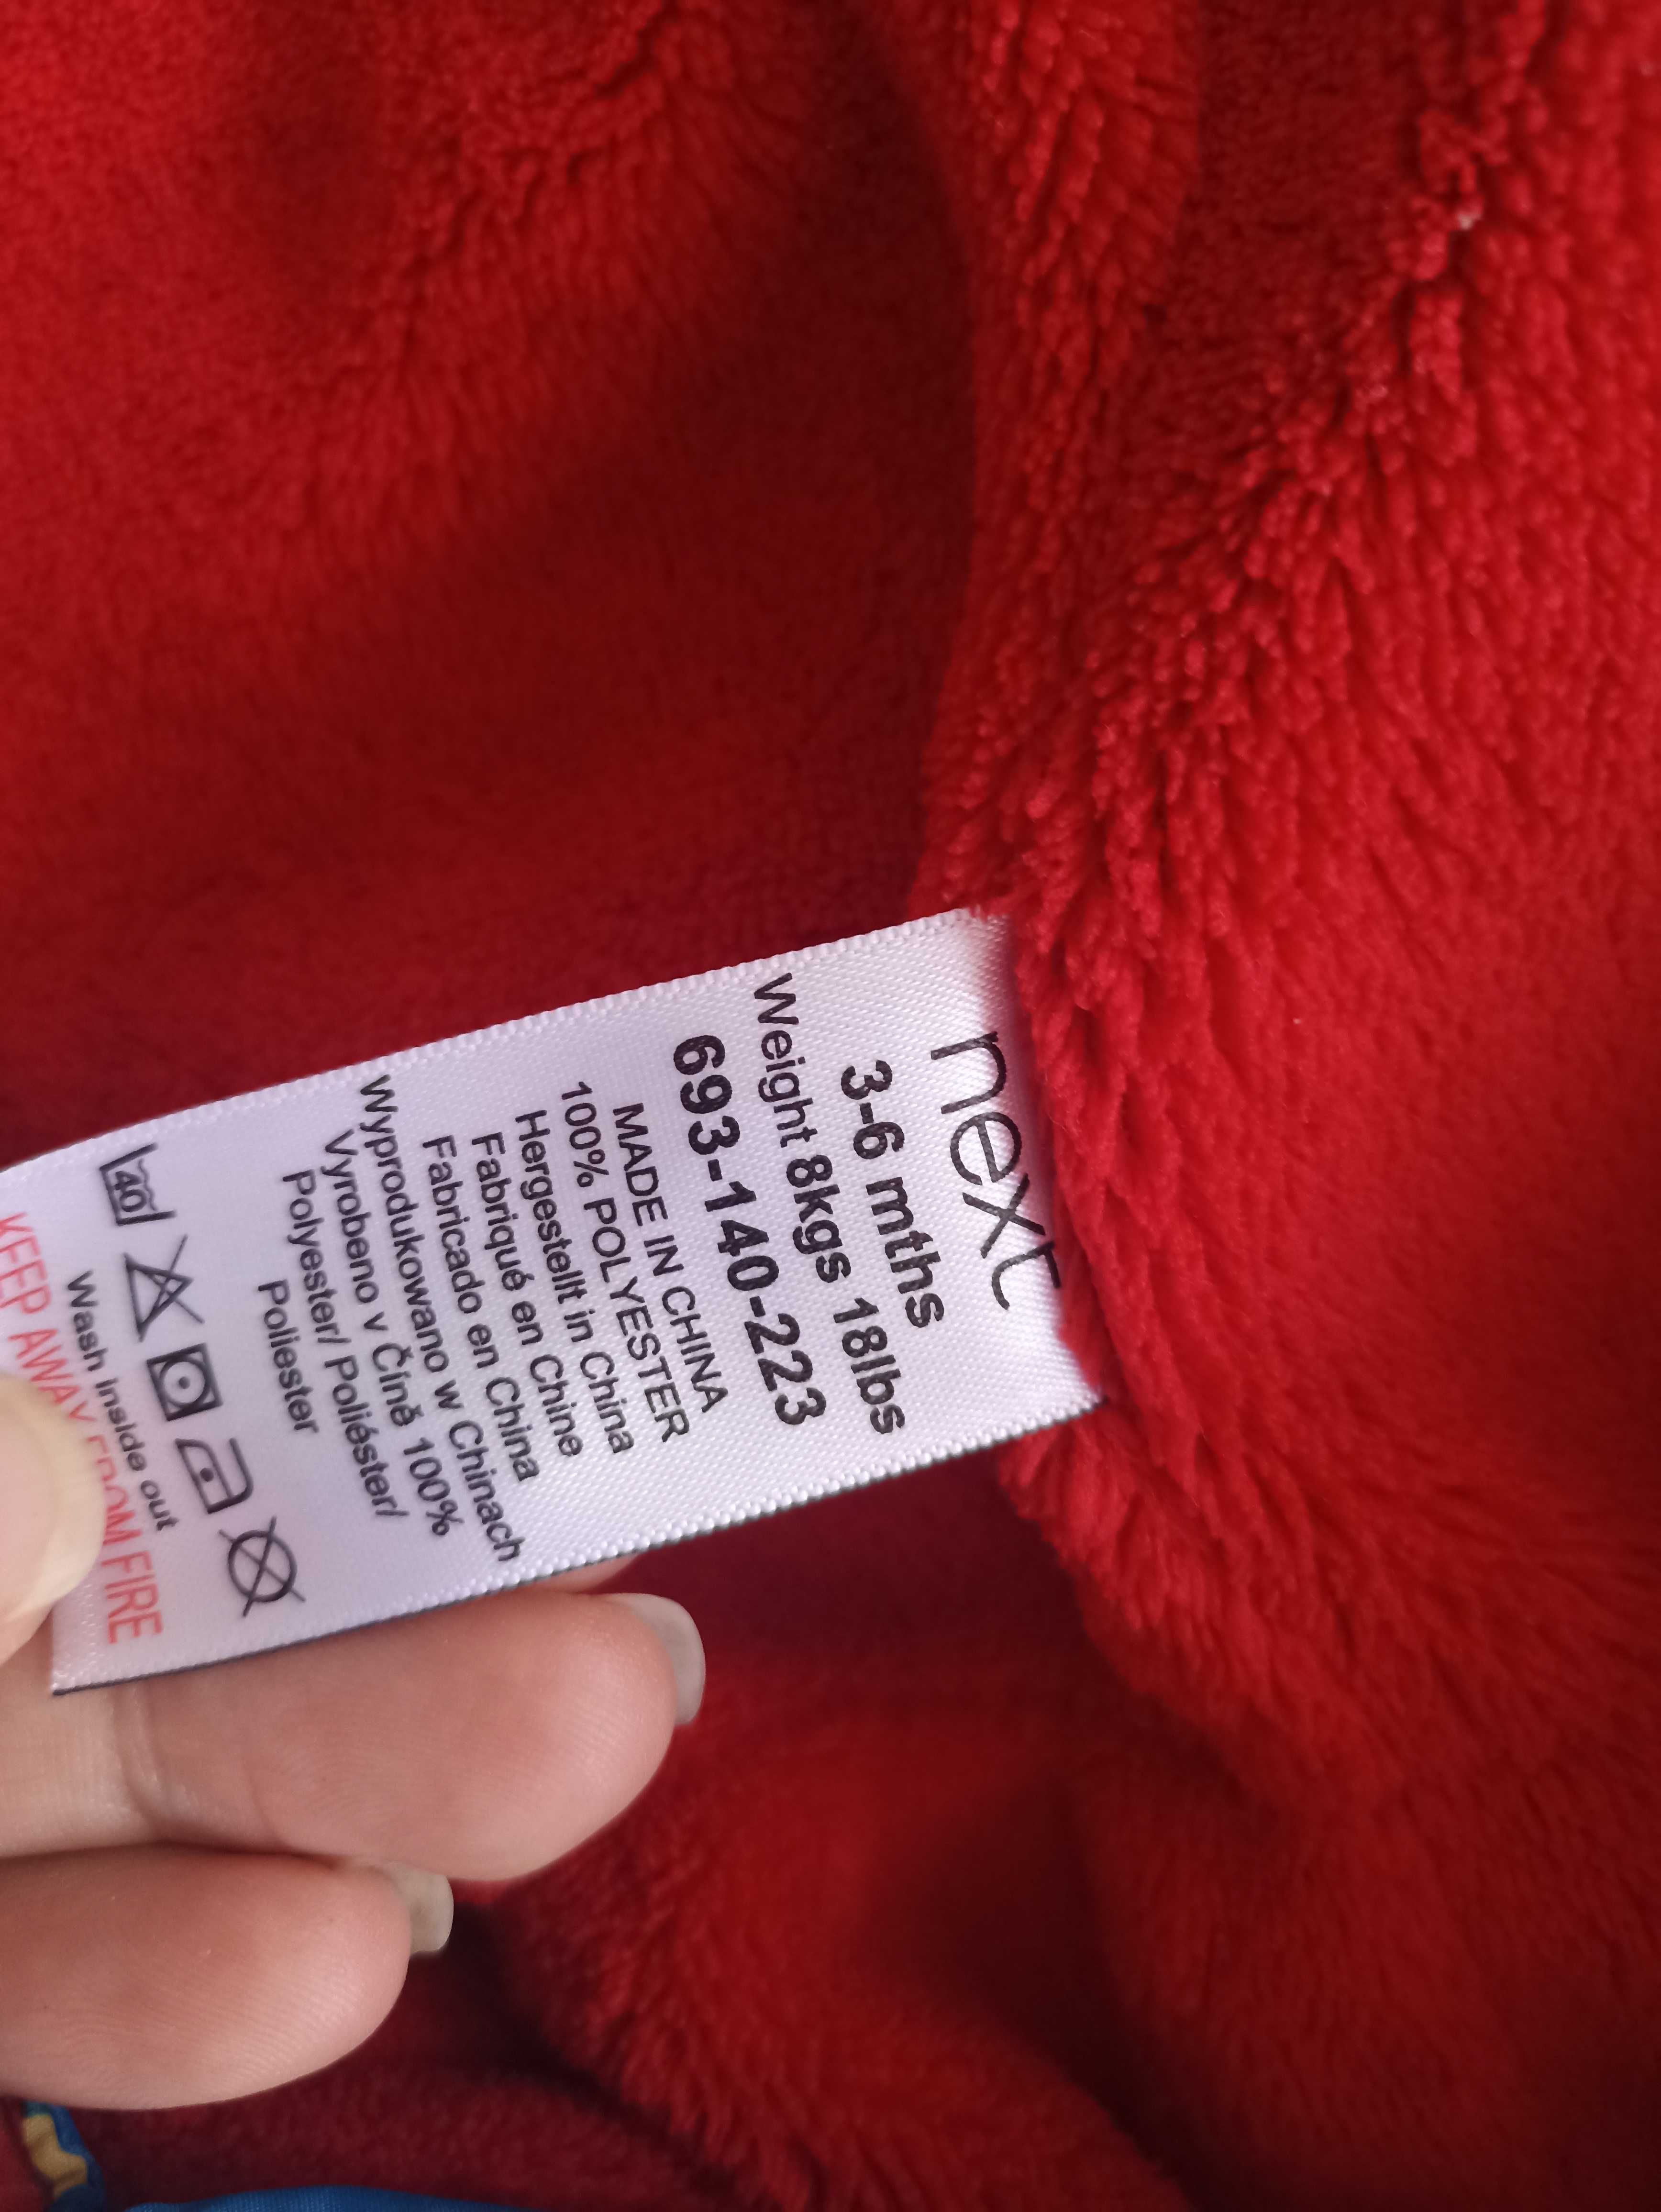 next
3-6 mths
Weight 8kgs 18lbs
693-140-223
MADE IN CHINA
100% POLYESTER
Hergestellt in China
Fabriqué en Chine
Fabricado en China
Wyprodukowano w Chinach
Vyrobeno v Číně 100%
Polyester/ Poliéster/
Poliester
40
Wash inside out
KEEP AWAY FROM FIRE